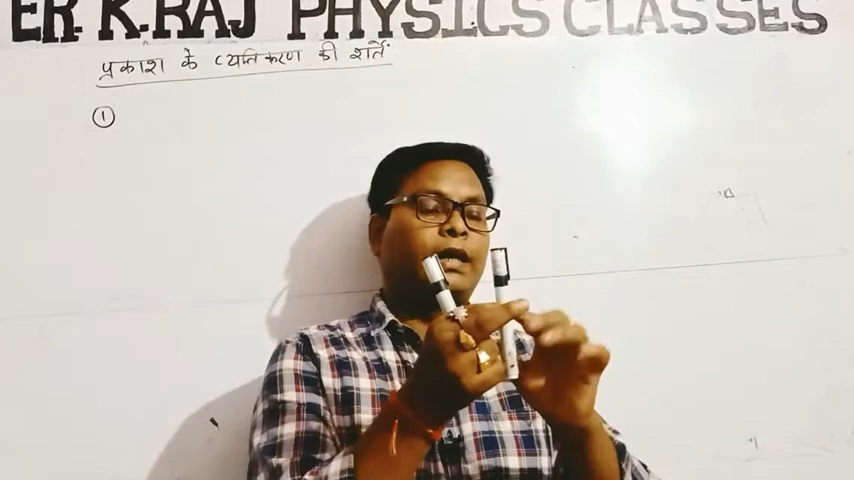 ER. K.RAJ PHYSICS CLASSES
प्रकाश के व्यतिकरण की शर्तें
①